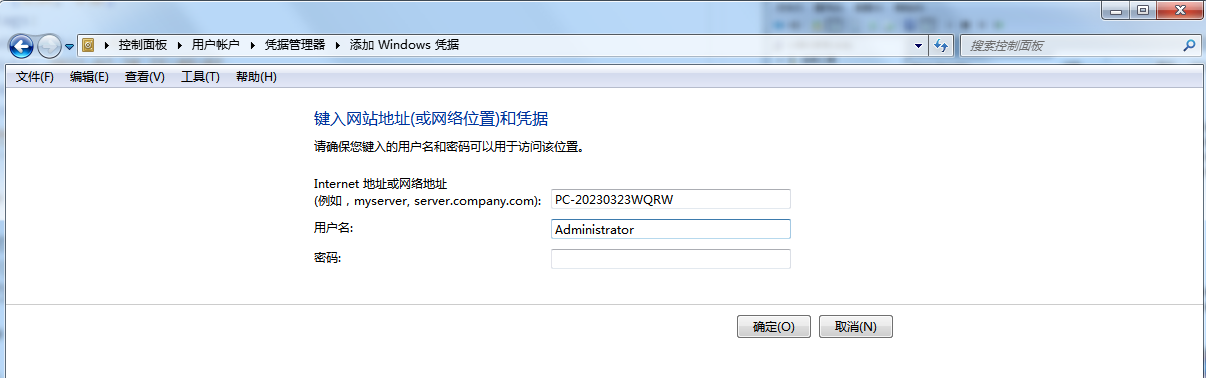 控制面板 用户帐户 凭据管理器 添加 Windows 凭据
搜索控制面板
文件(F) 编辑(E) 查看(V) 工具(T) 帮助(H)
键入网站地址(或网络位置)和凭据
请确保您键入的用户名和密码可以用于访问该位置。
Internet 地址或网络地址
(例如，myserver, server.company.com): PC-20230323WQRW
用户名: Administrator
密码:
确定(O) 取消(N)